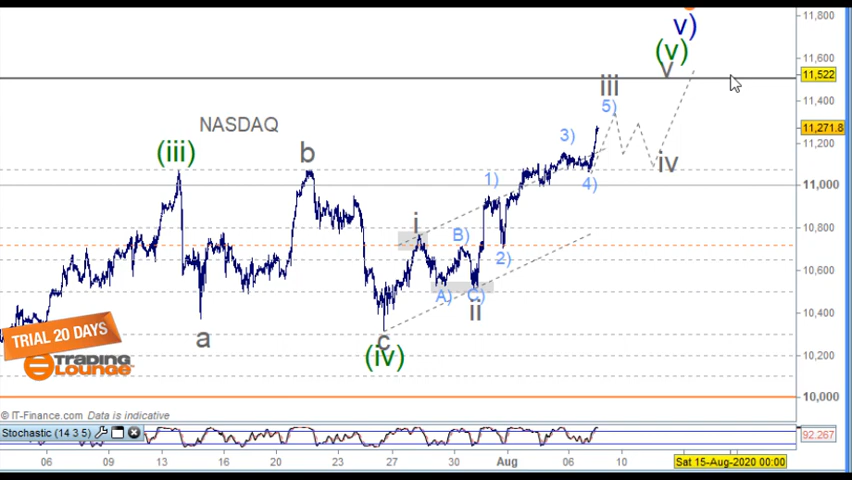 11,800
v)
(v)
11,600
v
11,522
iii
11,400
5)
NASDAQ
3)
11,271.8
(iii)
b
11,200
iv
1)
4)
11,000
i
B)
10,800
2)
10,600
A)
C)
ii
10,400
TRIAL 20 DAYS
a
c
(iv)
10,200
Trading
Lounge
10,000
© IT-Finance.com Data is indicative
Stochastic (14 3 5)
92.267
06 09 13 16 20 23 27 30 Aug 06 10 Sat 15-Aug-2020 00:00